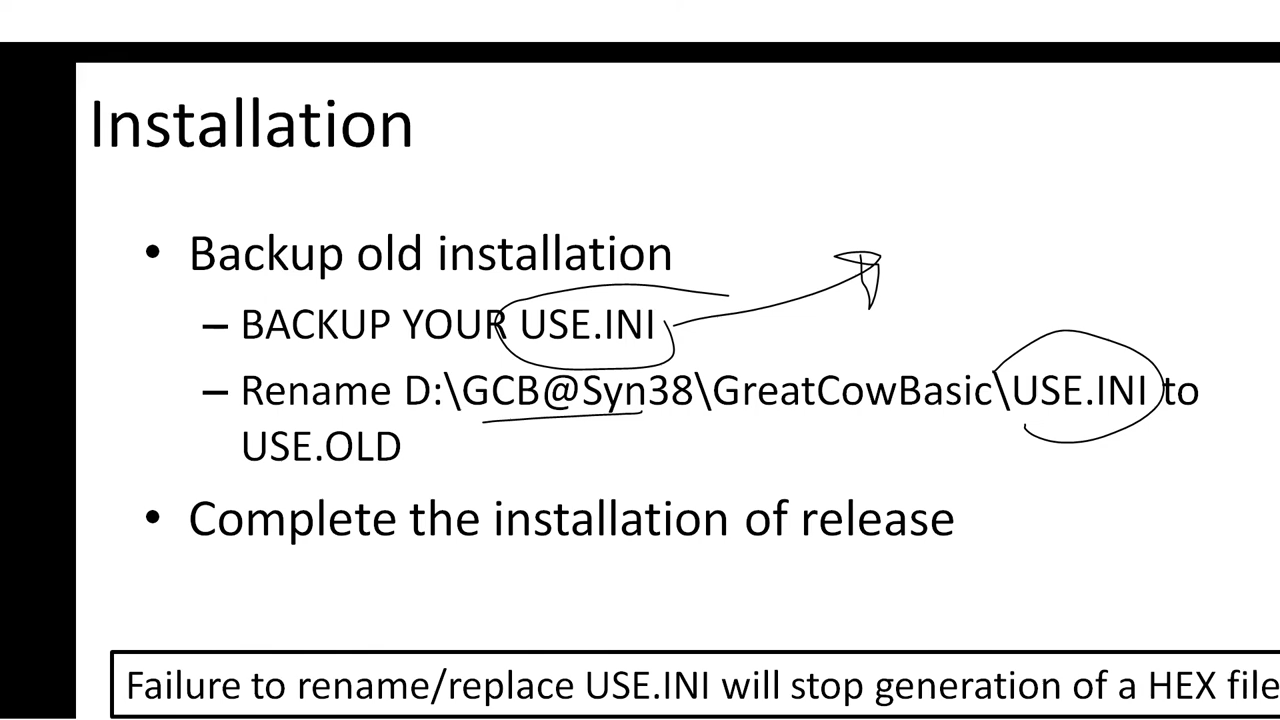 Installation
• Backup old installation
– BACKUP YOUR USE.INI
– Rename D:\GCB@Syn38\GreatCowBasic\USE.INI to
USE.OLD
• Complete the installation of release
Failure to rename/replace USE.INI will stop generation of a HEX file